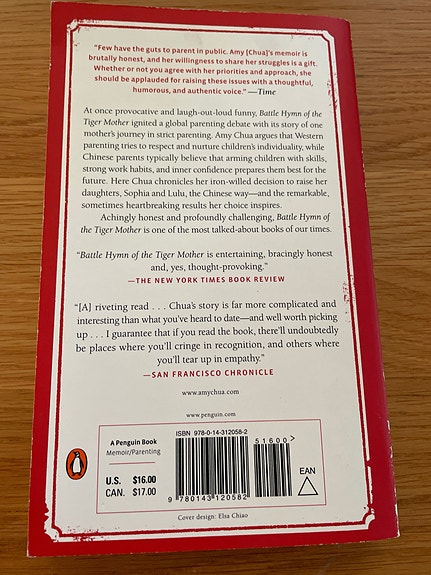 "Few have the guts to parent in public. Amy [Chua]'s memoir is
brutally honest, and her willingness to share her struggles is a gift.
Whether or not you agree with her priorities and approach, she
should be applauded for raising these issues with a thoughtful,
humorous, and authentic voice." —Time
At once provocative and laugh-out-loud funny, Battle Hymn of the
Tiger Mother ignited a global parenting debate with its story of one
mother's journey in strict parenting. Amy Chua argues that Western
parenting tries to respect and nurture children's individuality, while
Chinese parents typically believe that arming children with skills,
strong work habits, and inner confidence prepares them best for the
future. Here Chua chronicles her iron-willed decision to raise her
daughters, Sophia and Lulu, the Chinese way—and the remarkable,
sometimes heartbreaking results her choice inspires.
Achingly honest and profoundly challenging, Battle Hymn of
the Tiger Mother is one of the most talked-about books of our times.
"Battle Hymn of the Tiger Mother is entertaining, bracingly honest
and, yes, thought-provoking."
—THE NEW YORK TIMES BOOK REVIEW
"[A] riveting read . . . Chua's story is far more complicated and
interesting than what you've heard to date—and well worth picking
up . . . I guarantee that if you read the book, there'll undoubtedly
be places where you'll cringe in recognition, and others where
you'll tear up in empathy."
—SAN FRANCISCO CHRONICLE
www.amychua.com
www.penguin.com
A Penguin Book
Memoir/Parenting
U.S. $16.00
CAN. $17.00
ISBN 978-0-14-312058-2
51600>
9 780143 120582
EAN
Cover design: Elsa Chiao